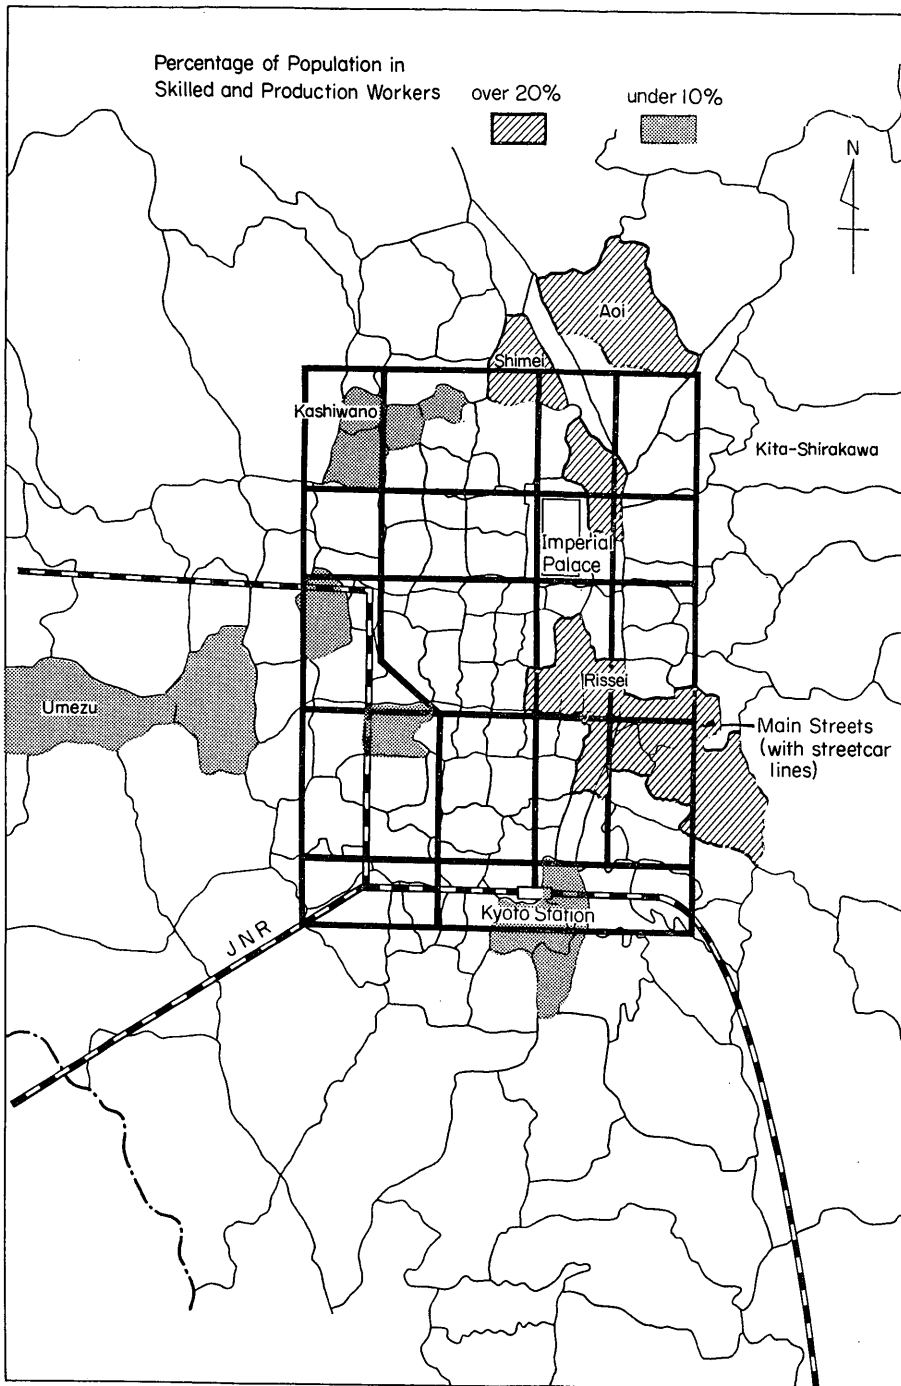 Percentage of Population in
Skilled and Production Workers
over 20%
under 10%
N
Aoi
Shimei
Kashiwano
Kita-Shirakawa
Imperial
Palace
Rissei
Umezu
Main Streets
(with streetcar
lines)
Kyoto Station
JNR